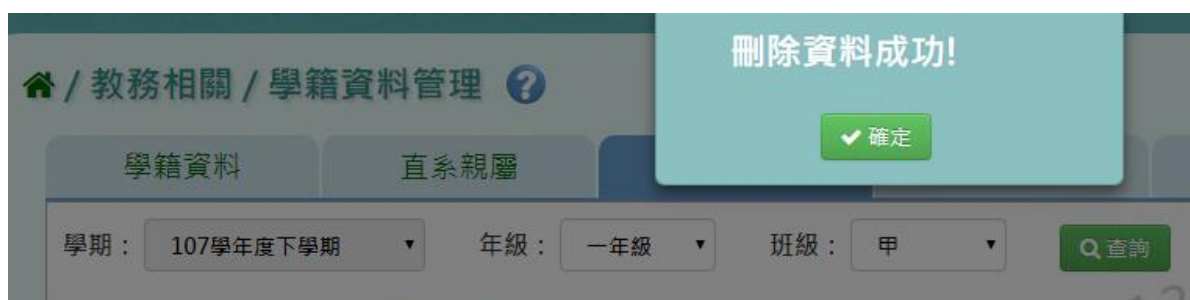 刪除資料成功!
確定
/ 教務相關 / 學籍資料管理
學籍資料 直系親屬
學期： 107學年度下學期 年級： 一年級 班級： 甲 查詢